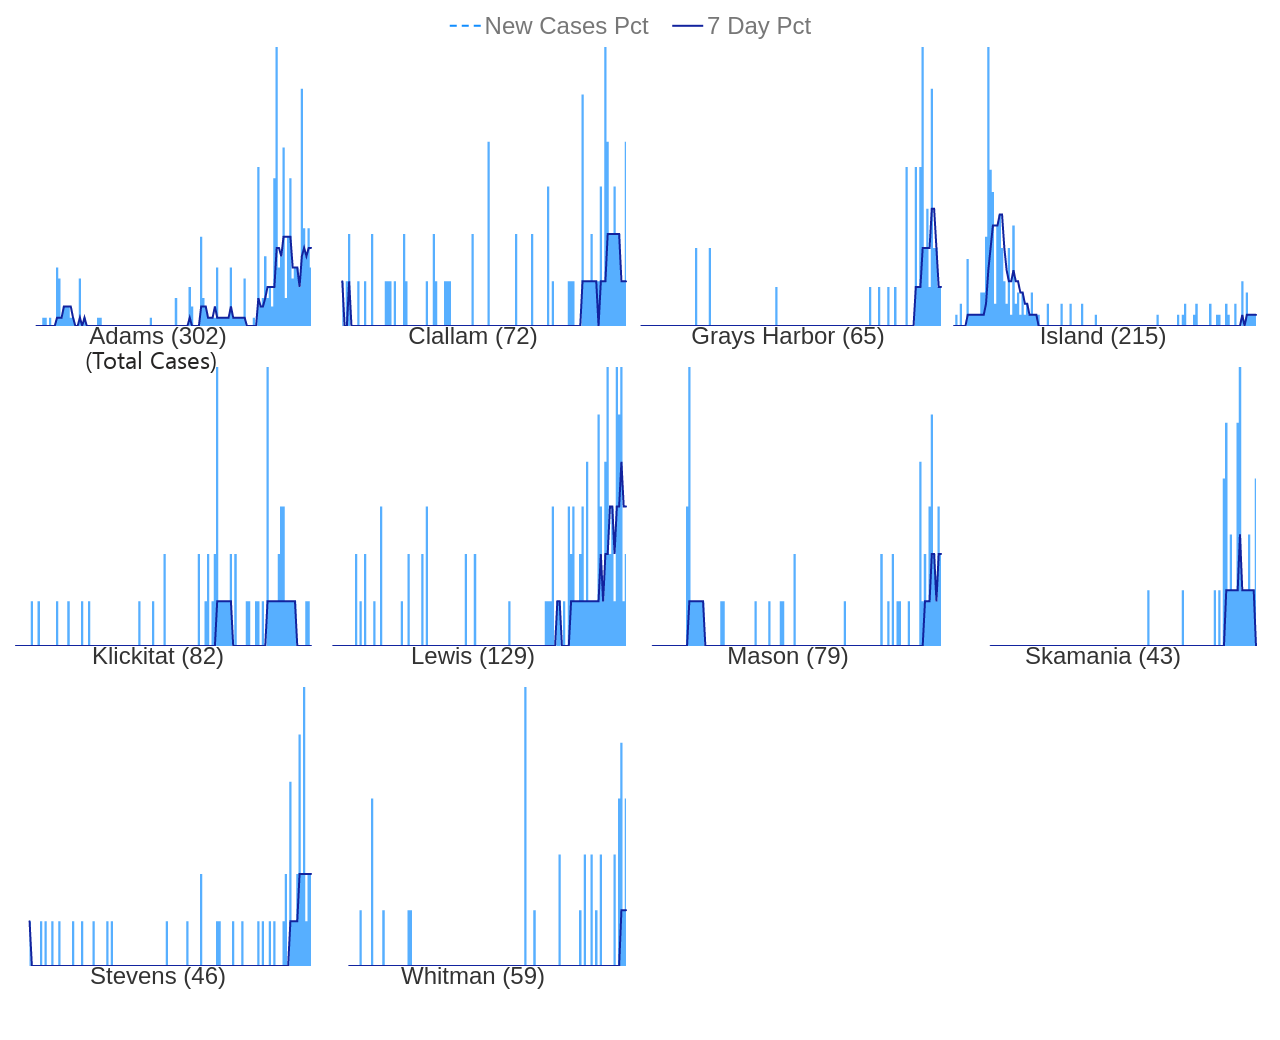 New Cases Pct 7 Day Pct
Adams (302) Clallam (72) Grays Harbor (65) Island (215)
(Total Cases)
Klickitat (82) Lewis (129) Mason (79) Skamania (43)
Stevens (46) Whitman (59)